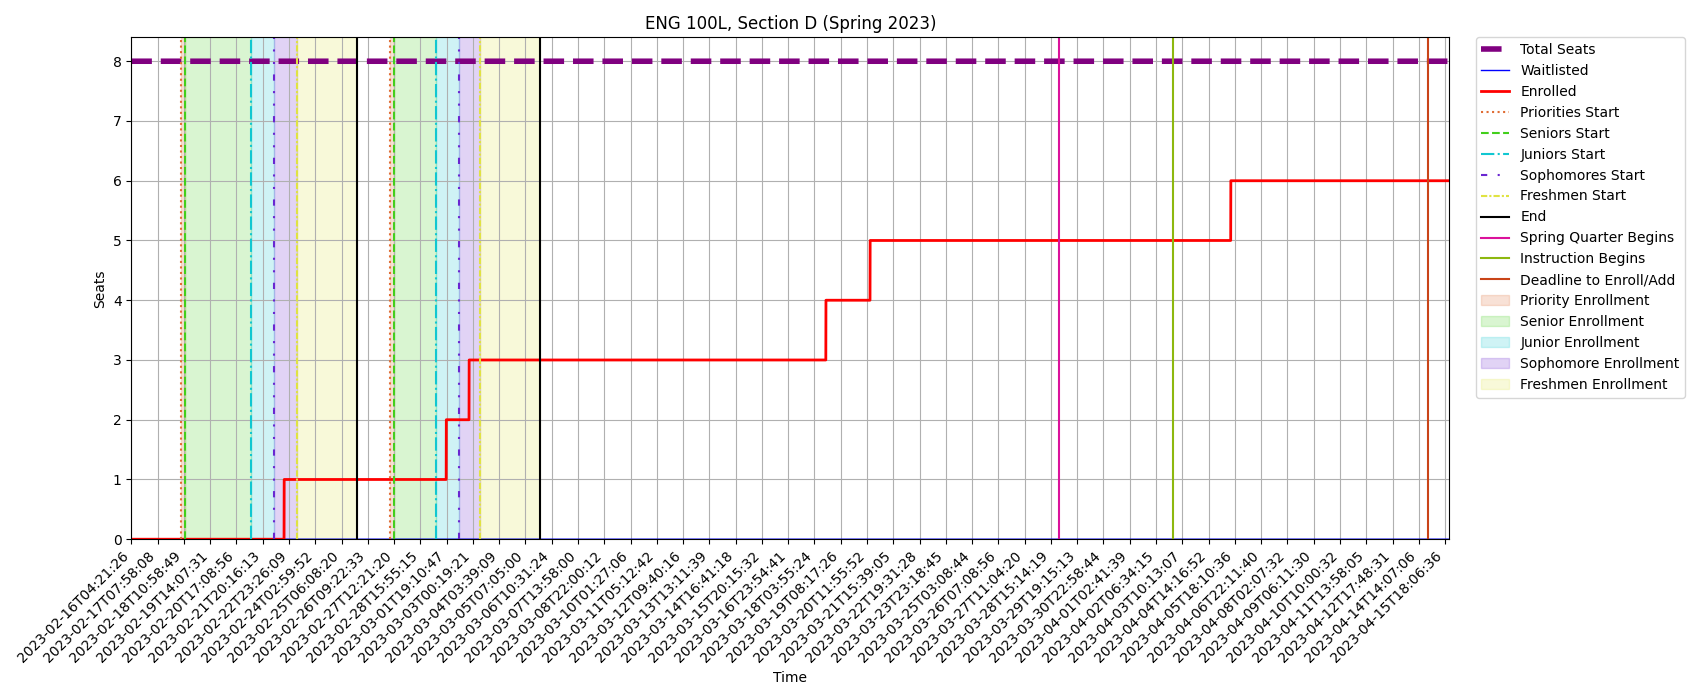 ENG 100L, Section D (Spring 2023)
Seats
8
7
6
5
4
3
2
1
0
2023-02-16T04:21:26
2023-02-17T07:58:08
2023-02-18T10:58:49
2023-02-19T14:07:31
2023-02-20T17:08:56
2023-02-21T20:16:13
2023-02-22T23:26:09
2023-02-24T02:59:52
2023-02-25T06:08:20
2023-02-26T09:22:33
2023-02-27T12:21:20
2023-02-28T15:55:15
2023-03-01T19:10:47
2023-03-03T00:19:21
2023-03-04T03:39:05
2023-03-05T07:05:00
2023-03-06T10:31:24
2023-03-07T13:58:00
2023-03-08T22:00:12
2023-03-10T01:27:06
2023-03-11T05:12:42
2023-03-12T09:40:16
2023-03-13T13:11:39
2023-03-14T16:41:18
2023-03-15T20:15:32
2023-03-16T23:54:41
2023-03-18T03:55:24
2023-03-19T08:17:26
2023-03-20T11:55:52
2023-03-21T15:39:05
2023-03-22T19:31:28
2023-03-23T23:18:45
2023-03-25T03:08:44
2023-03-26T07:08:56
2023-03-27T11:04:20
2023-03-28T15:14:19
2023-03-29T19:15:13
2023-03-30T22:58:44
2023-04-01T02:41:39
2023-04-02T06:34:15
2023-04-03T10:13:07
2023-04-04T14:16:52
2023-04-05T18:10:36
2023-04-06T22:11:40
2023-04-08T02:07:32
2023-04-09T06:11:30
2023-04-10T10:00:32
2023-04-11T13:58:05
2023-04-12T17:48:31
2023-04-14T14:07:06
2023-04-15T18:06:36
Time
Total Seats
Waitlisted
Enrolled
Priorities Start
Seniors Start
Juniors Start
Sophomores Start
Freshmen Start
End
Spring Quarter Begins
Instruction Begins
Deadline to Enroll/Add
Priority Enrollment
Senior Enrollment
Junior Enrollment
Sophomore Enrollment
Freshmen Enrollment